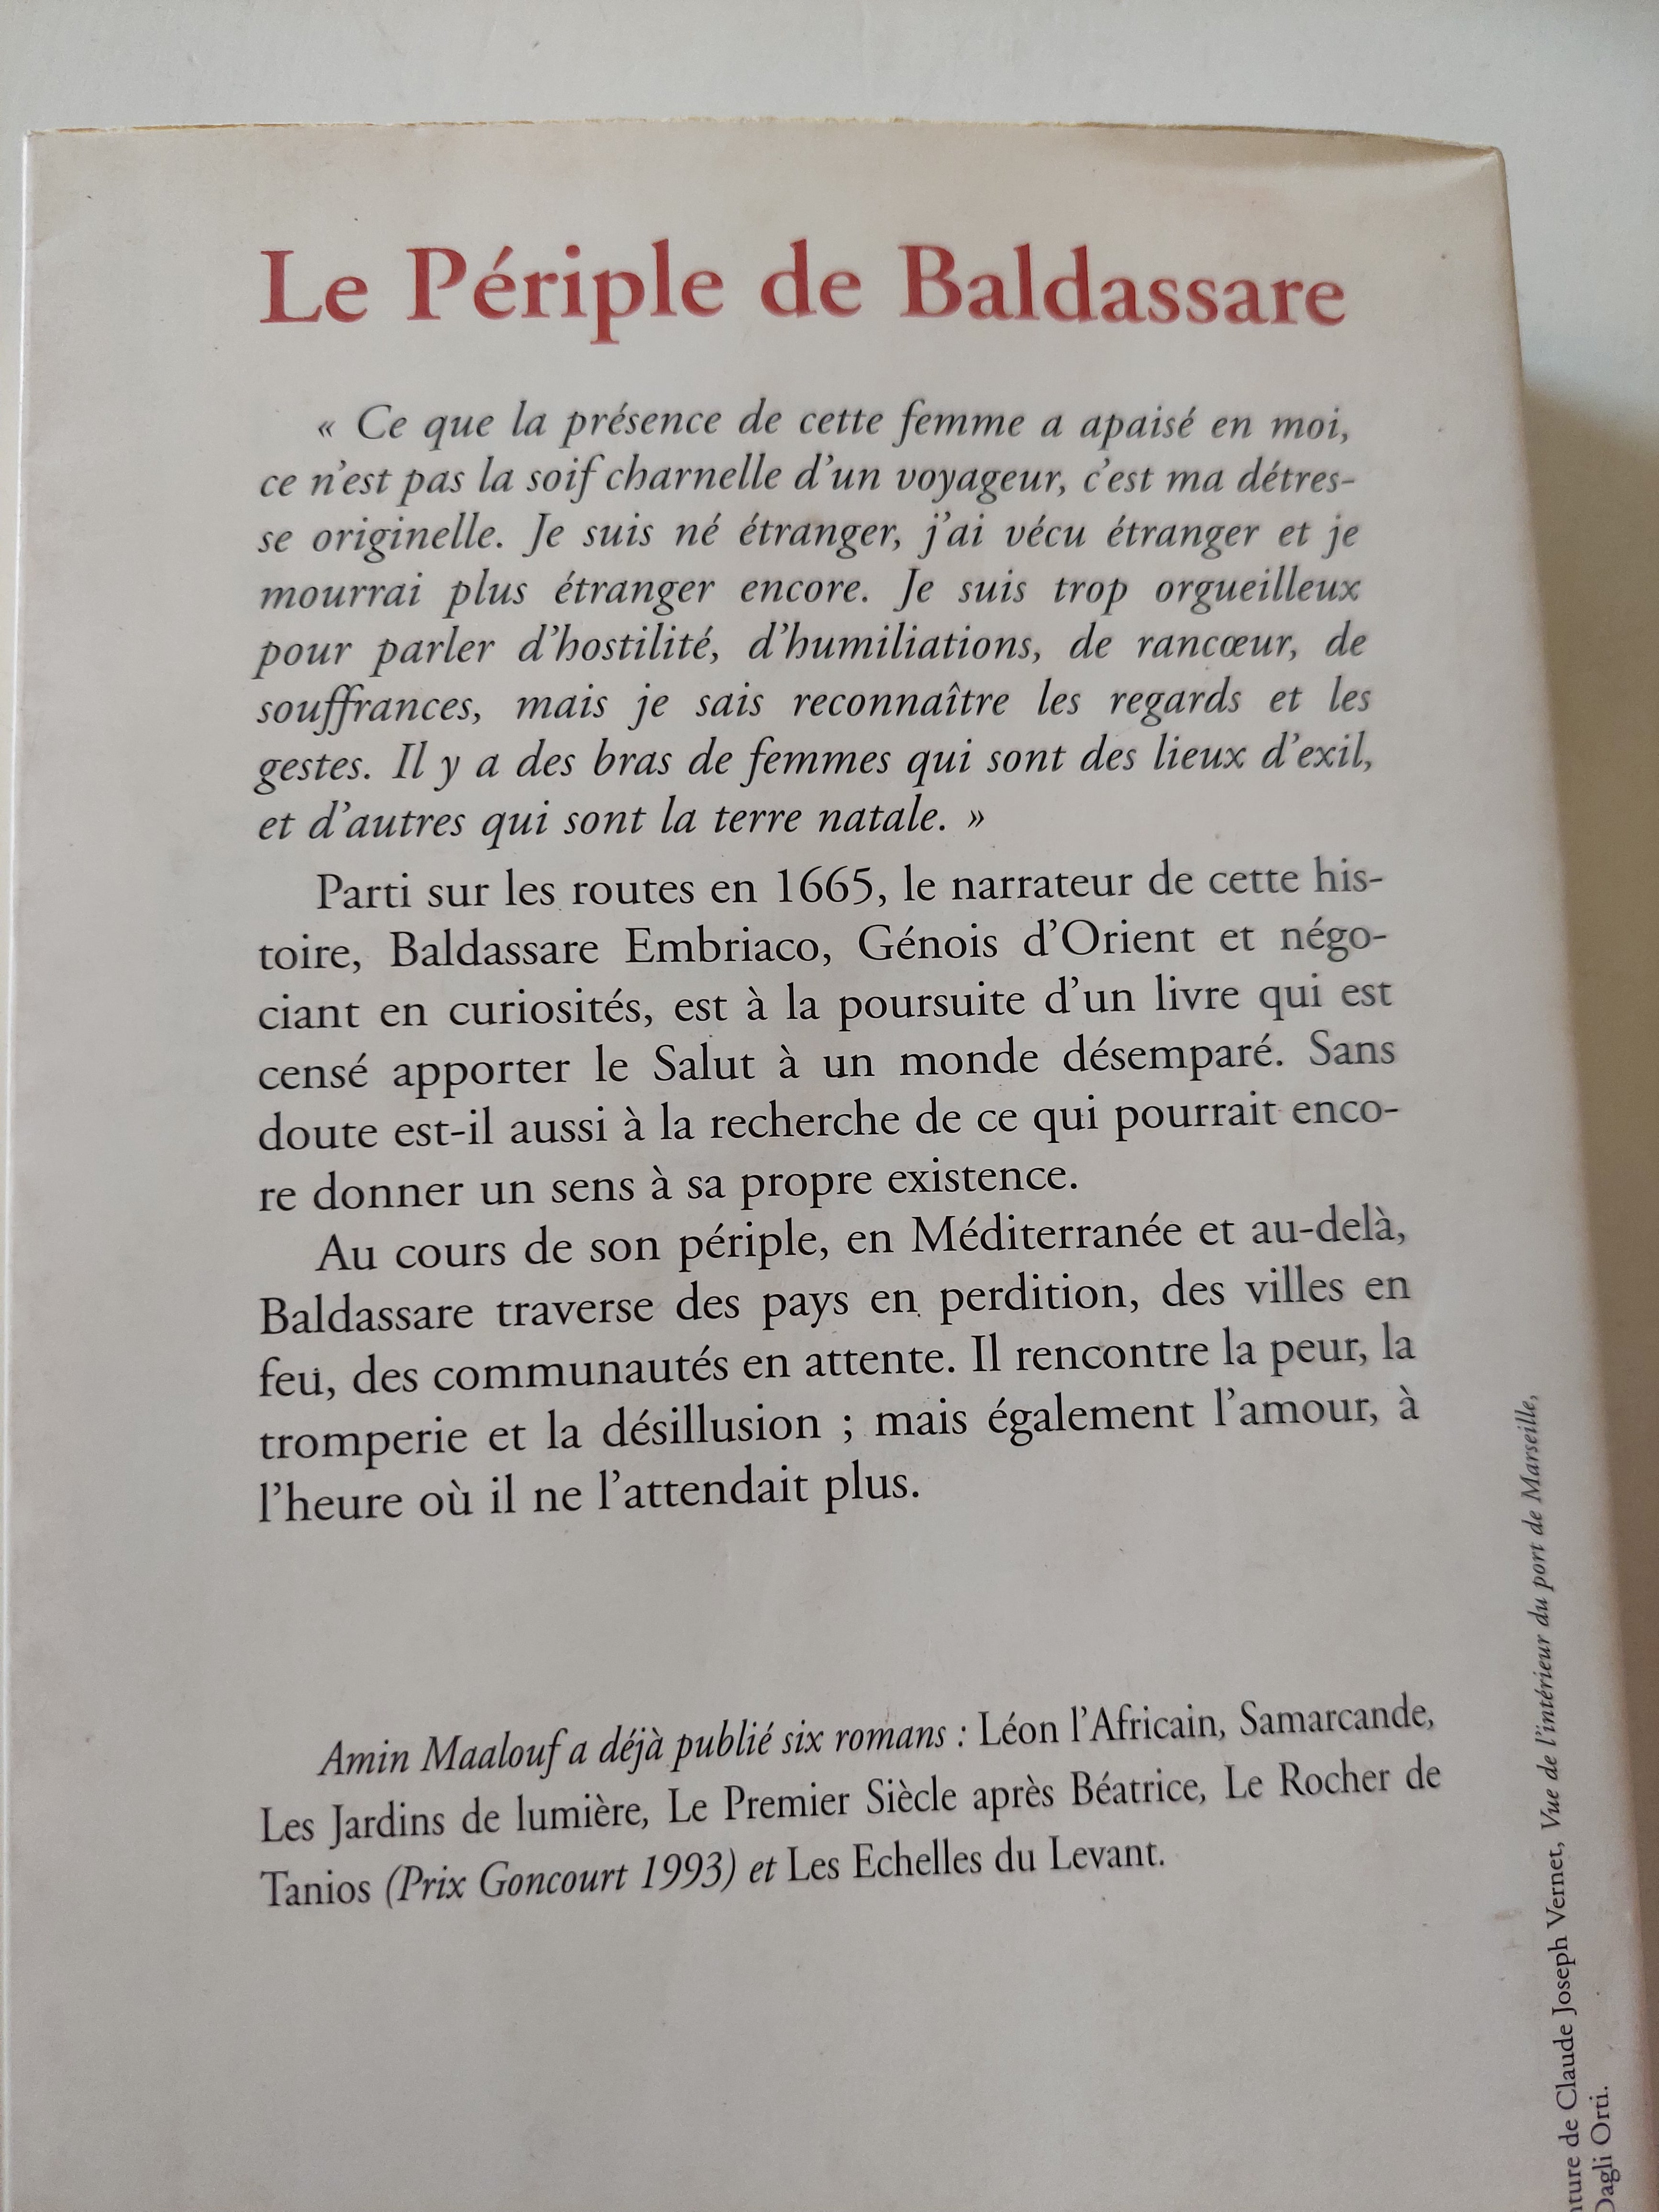 Le Périple de Baldassare
« Ce que la présence de cette femme a apaisé en moi,
ce n'est pas la soif charnelle d'un voyageur, c'est ma détres-
se originelle. Je suis né étranger, j'ai vécu étranger et je
mourrai plus étranger encore. Je suis trop orgueilleux
pour parler d'hostilité, d'humiliations, de rancœur, de
souffrances, mais je sais reconnaître les regards et les
gestes. Il y a des bras de femmes qui sont des lieux d'exil,
et d'autres qui sont la terre natale. »
Parti sur les routes en 1665, le narrateur de cette his-
toire, Baldassare Embriaco, Génois d'Orient et négo-
ciant en curiosités, est à la poursuite d'un livre qui est
censé apporter le Salut à un monde désemparé. Sans
doute est-il aussi à la recherche de ce qui pourrait enco-
re donner un sens à sa propre existence.
Au cours de son périple, en Méditerranée et au-delà,
Baldassare traverse des pays en perdition, des villes en
feu, des communautés en attente. Il rencontre la peur, la
tromperie et la désillusion ; mais également l'amour, à
l'heure où il ne l'attendait plus.
Amin Maalouf a déjà publié six romans : Léon l'Africain, Samarcande,
Les Jardins de lumière, Le Premier Siècle après Béatrice, Le Rocher de
Tanios (Prix Goncourt 1993) et Les Echelles du Levant.
de Claude Joseph Vernet, Vue de l'intérieur du port de Marseille,
Dagli Orti.